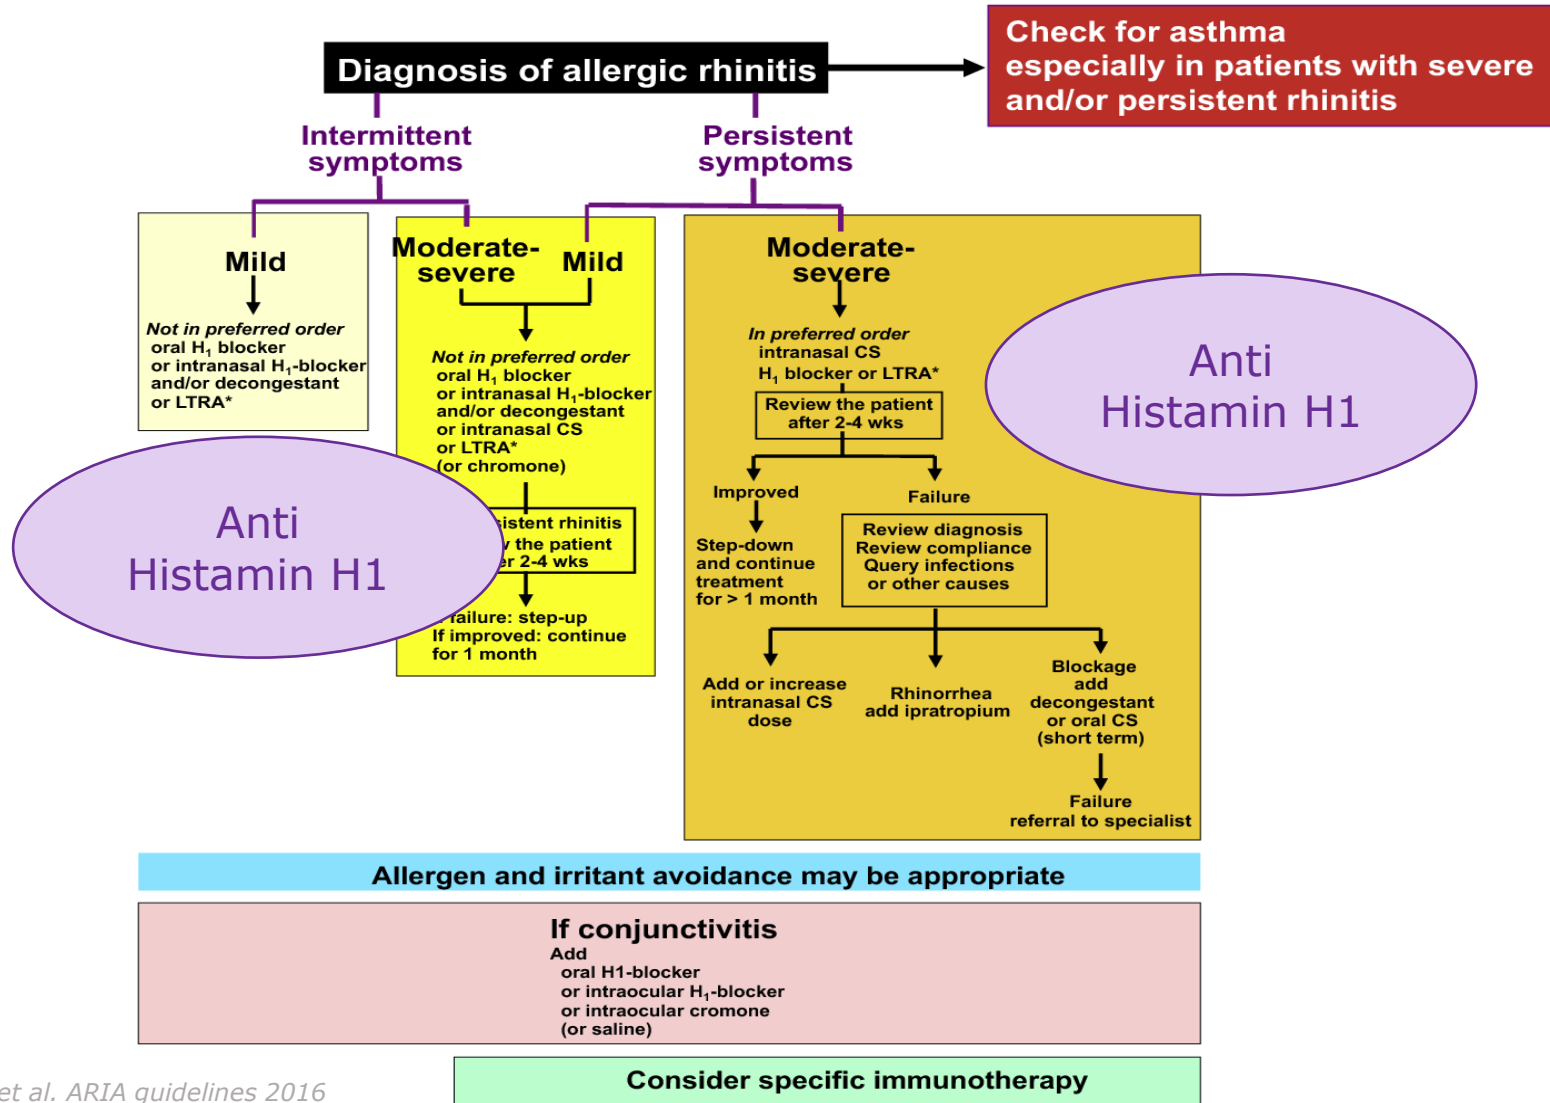 Diagnosis of allergic rhinitis
Check for asthma
especially in patients with severe
and/or persistent rhinitis
Intermittent
symptoms
Persistent
symptoms
Mild
Not in preferred order
oral H₁ blocker
or intranasal H₁-blocker
and/or decongestant
or LTRA*
Moderate-
severe
Mild
Not in preferred order
oral H₁ blocker
or intranasal H₁-blocker
and/or decongestant
or intranasal CS
or LTRA*
(or chromone)
rhinitis
the patient
2-4 wks
failure: step-up
If improved: continue
for 1 month
Anti
Histamin H1
Moderate-
severe
In preferred order
intranasal CS
H₁ blocker or LTRA*
Review the patient
after 2-4 wks
Improved
Step-down
and continue
treatment
for > 1 month
Failure
Review diagnosis
Review compliance
Query infections
or other causes
Add or increase
intranasal CS
dose
Rhinorrhea
add ipratropium
Blockage
add
decongestant
or oral CS
(short term)
Failure
referral to specialist
Anti
Histamin H1
Allergen and irritant avoidance may be appropriate
If conjunctivitis
Add
oral H1-blocker
or intraocular H₁-blocker
or intraocular cromone
(or saline)
Consider specific immunotherapy
et al. ARIA guidelines 2016